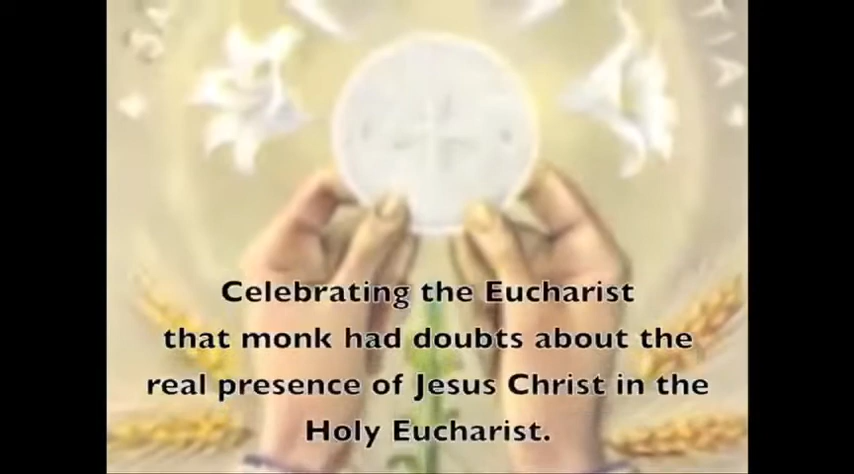 Celebrating the Eucharist
that monk had doubts about the
real presence of Jesus Christ in the
Holy Eucharist.